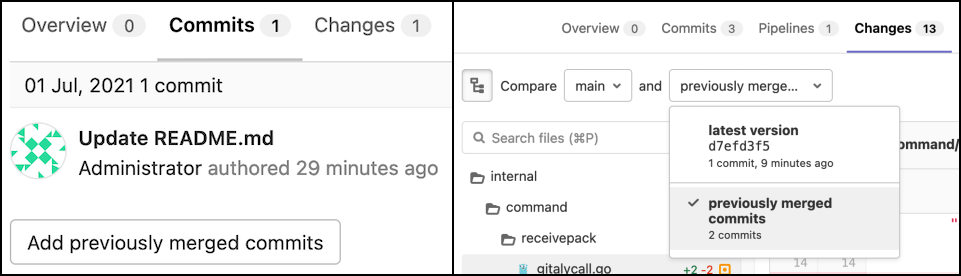 Overview 0 Commits 1 Changes 1
01 Jul, 2021 1 commit
Update README.md
Administrator authored 29 minutes ago
Add previously merged commits
Overview 0 Commits 3 Pipelines 1 Changes 13
Compare main and previously merge...
Search files (⌘P)
latest version
d7efd3f5
1 commit, 9 minutes ago
ommand/
internal
command
previously merged
commits
2 commits
"
receivepack
gitalycall.go +2 -2
14 14